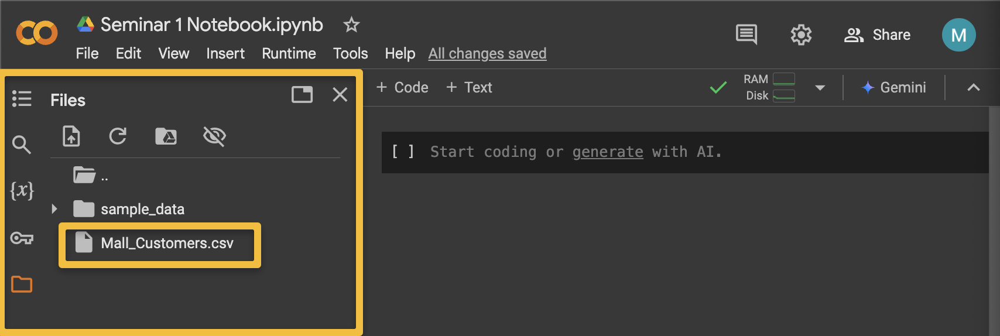 Seminar 1 Notebook.ipynb
File Edit View Insert Runtime Tools Help All changes saved
Share
M
Files
+ Code + Text
RAM
Disk
Gemini
..
{x}
sample_data
Mall_Customers.csv
[ ] Start coding or generate with AI.